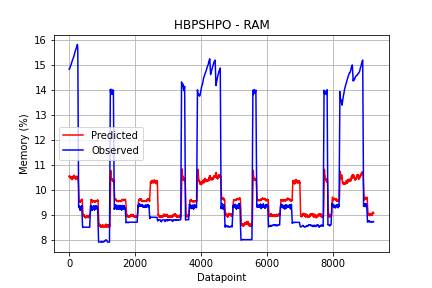 HBPSHPO - RAM
Memory (%)
16
15
14
13
12
11
10
9
8
Predicted
Observed
0 2000 4000 6000 8000
Datapoint